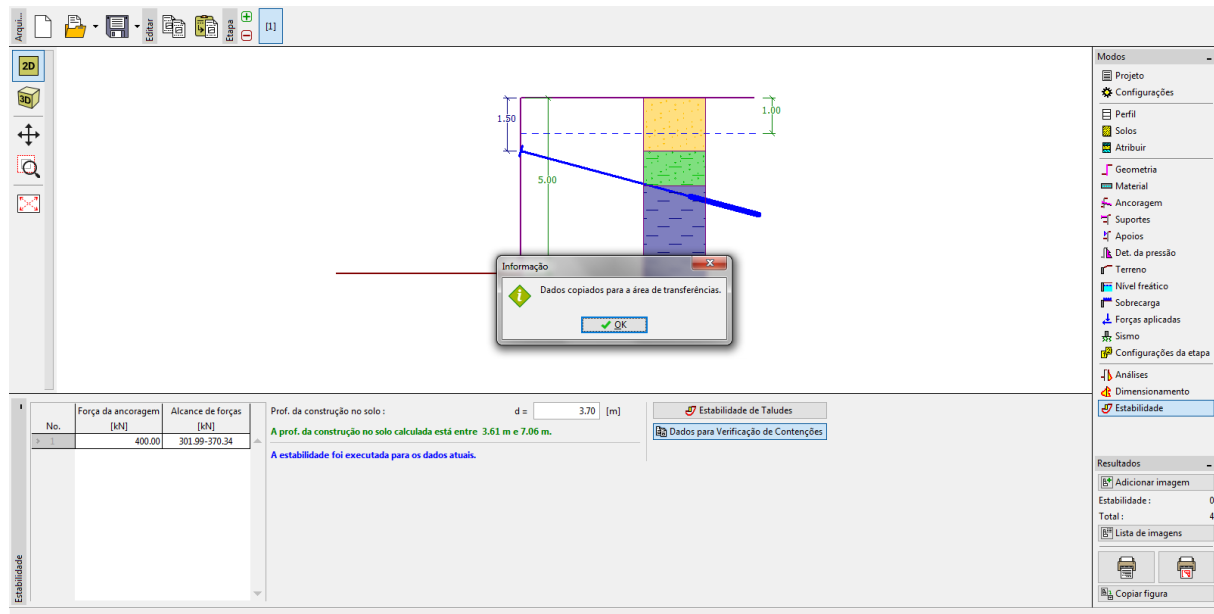 Arqui...
Editar
Etapa
[1]
2D
3D
1.50
5.00
1.00
Informação
Dados copiados para a área de transferências.
OK
Modos
Projeto
Configurações
Perfil
Solos
Atribuir
Geometria
Material
Ancoragem
Suportes
Apoios
Det. da pressão
Terreno
Nível freático
Sobrecarga
Forças aplicadas
Sismo
Configurações da etapa
Análises
Dimensionamento
Estabilidade
Resultados
Adicionar imagem
Estabilidade : 0
Total : 4
Lista de imagens
Copiar figura
Estabilidade
No. Força da ancoragem [kN] Alcance de forças [kN]
1 400.00 301.99-370.34
Prof. da construção no solo : d = 3.70 [m]
A prof. da construção no solo calculada está entre 3.61 m e 7.06 m.
A estabilidade foi executada para os dados atuais.
Estabilidade de Taludes
Dados para Verificação de Contenções